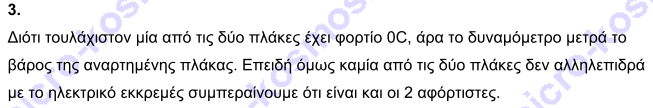 3.
Διότι τουλάχιστον μία από τις δύο πλάκες έχει φορτίο 0C, άρα το δυναμόμετρο μετρά το
βάρος της αναρτημένης πλάκας. Επειδή όμως καμία από τις δύο πλάκες δεν αλληλεπιδρά
με το ηλεκτρικό εκκρεμές συμπεραίνουμε ότι είναι και οι 2 αφόρτιστες.